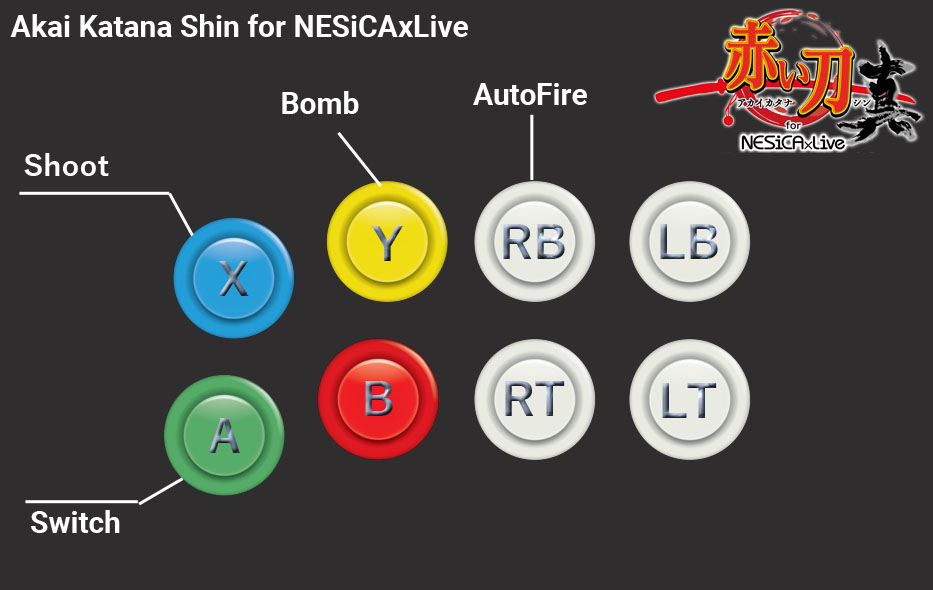 Akai Katana Shin for NESiCAxLive
赤い刀 真
アカイカタナ シン
for
NESiCAxLive
Bomb
AutoFire
Shoot
X
Y
RB
LB
A
B
RT
LT
Switch